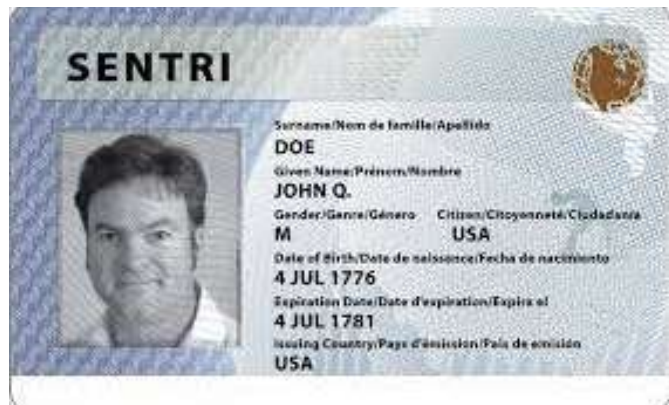 SENTRI
Surname/Nom de famille/Apellido
DOE
Given Name/Prénom/Nombre
JOHN Q.
Gender/Genre/Género Citizen/Citoyenneté/Ciudadanía
M USA
Date of Birth/Date de naissance/Fecha de nacimiento
4 JUL 1776
Expiration Date/Date d'expiration/Expira el
4 JUL 1781
Issuing Country/Pays d'émission/País de emisión
USA